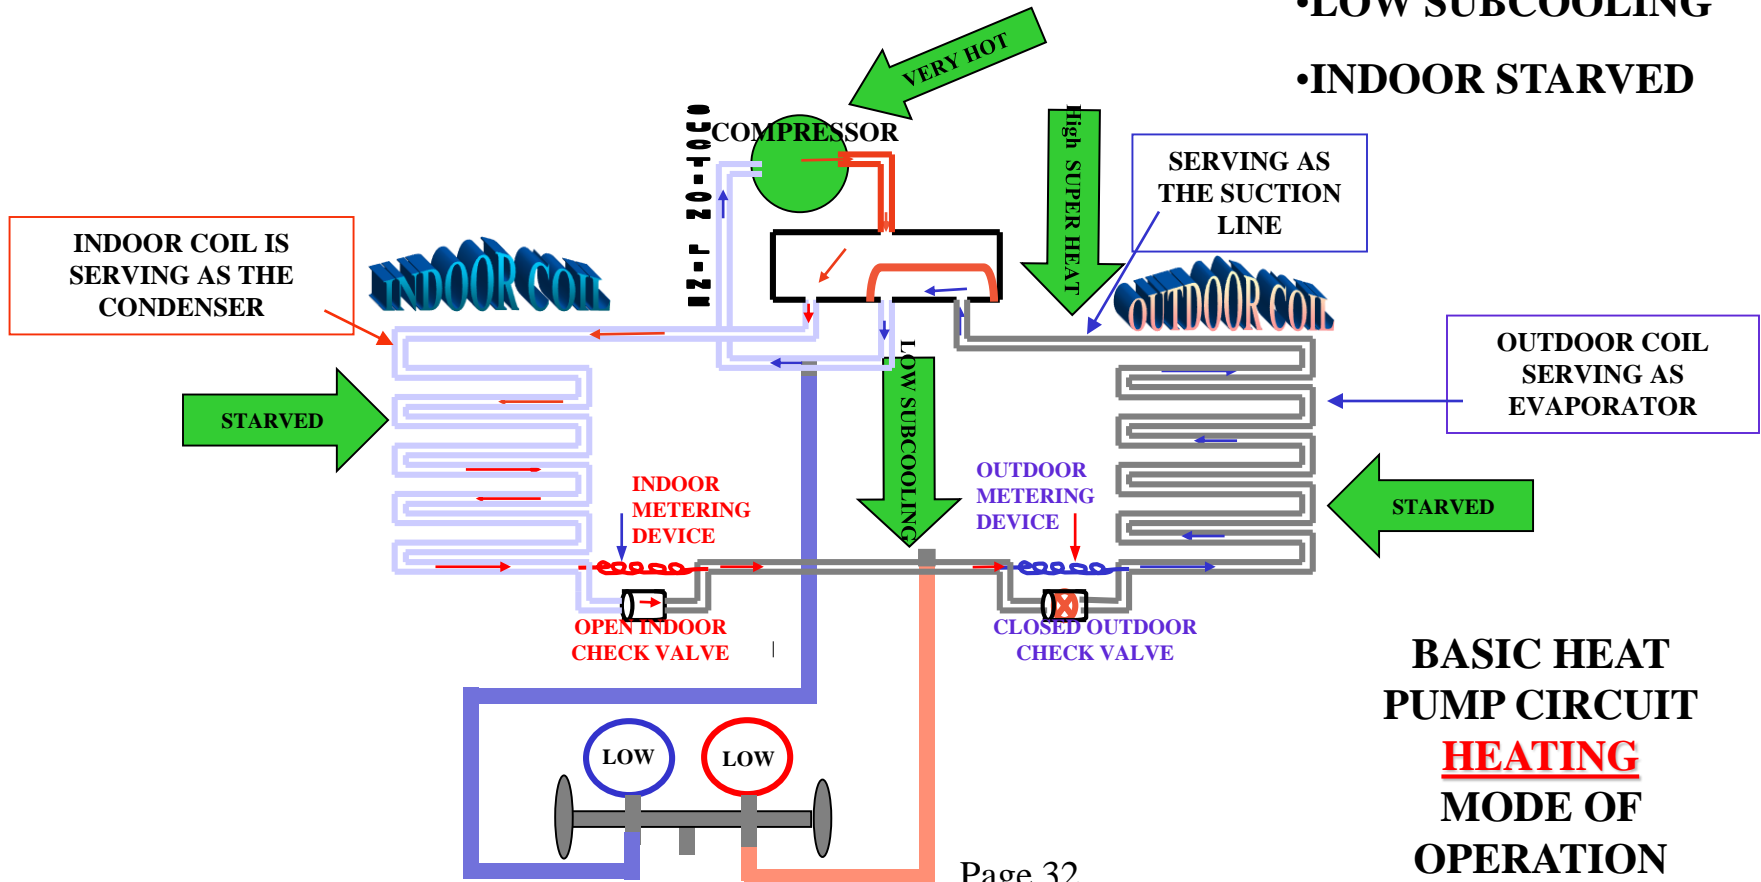 •LOW SUBCOOLING
•INDOOR STARVED
VERY HOT
COMPRESSOR
High SUPER HEAT
SERVING AS
THE SUCTION
LINE
INDOOR COIL IS
SERVING AS THE
CONDENSER
INDOOR COIL
OUTDOOR COIL
OUTDOOR COIL
SERVING AS
EVAPORATOR
STARVED
LOW SUBCOOLING
STARVED
INDOOR
METERING
DEVICE
OUTDOOR
METERING
DEVICE
OPEN INDOOR
CHECK VALVE
CLOSED OUTDOOR
CHECK VALVE
LOW
LOW
BASIC HEAT
PUMP CIRCUIT
HEATING
MODE OF
OPERATION
Page 32